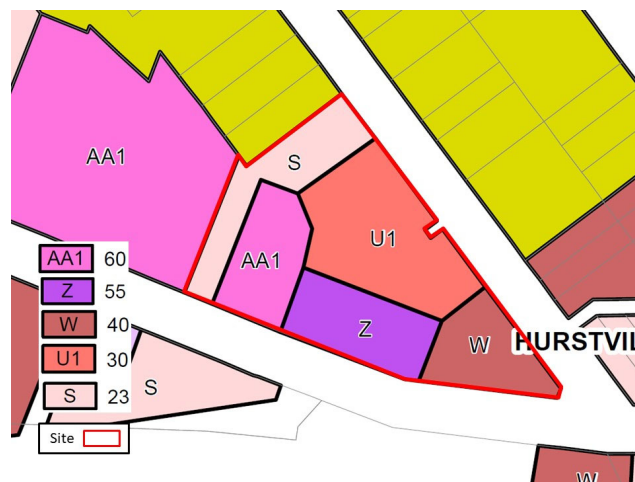 AA1
S
U1
AA1
Z
W
HURSTVIL
S
W
AA1 60
Z 55
W 40
U1 30
S 23
Site